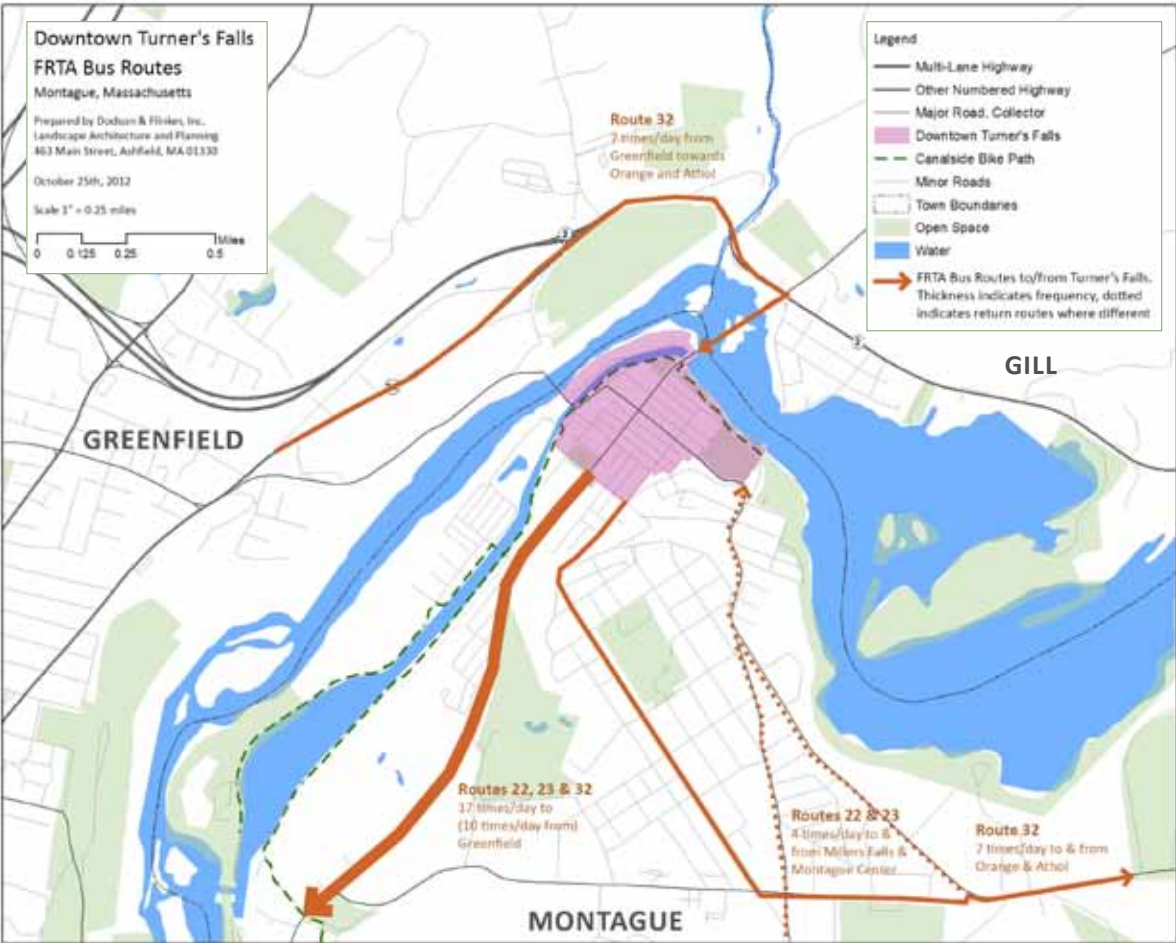 Downtown Turner's Falls
FRTA Bus Routes
Montague, Massachusetts
Prepared by Dodson & Flinker, Inc.
Landscape Architecture and Planning
463 Main Street, Ashfield, MA 01330
October 25th, 2012
Scale 1" = 0.25 miles
Miles
0 0.125 0.25 0.5
Legend
Multi-Lane Highway
Other Numbered Highway
Major Road, Collector
Downtown Turner's Falls
Canalside Bike Path
Minor Roads
Town Boundaries
Open Space
Water
FRTA Bus Routes to/from Turner's Falls.
Thickness indicates frequency, dotted
indicates return routes where different
Route 32
7 times/day from
Greenfield towards
Orange and Athol
2
2
GILL
GREENFIELD
Routes 22, 23 & 32
17 times/day to
(10 times/day from)
Greenfield
Routes 22 & 23
4 times/day to &
from Millers Falls &
Montague Center
Route 32
7 times/day to & from
Orange & Athol
MONTAGUE